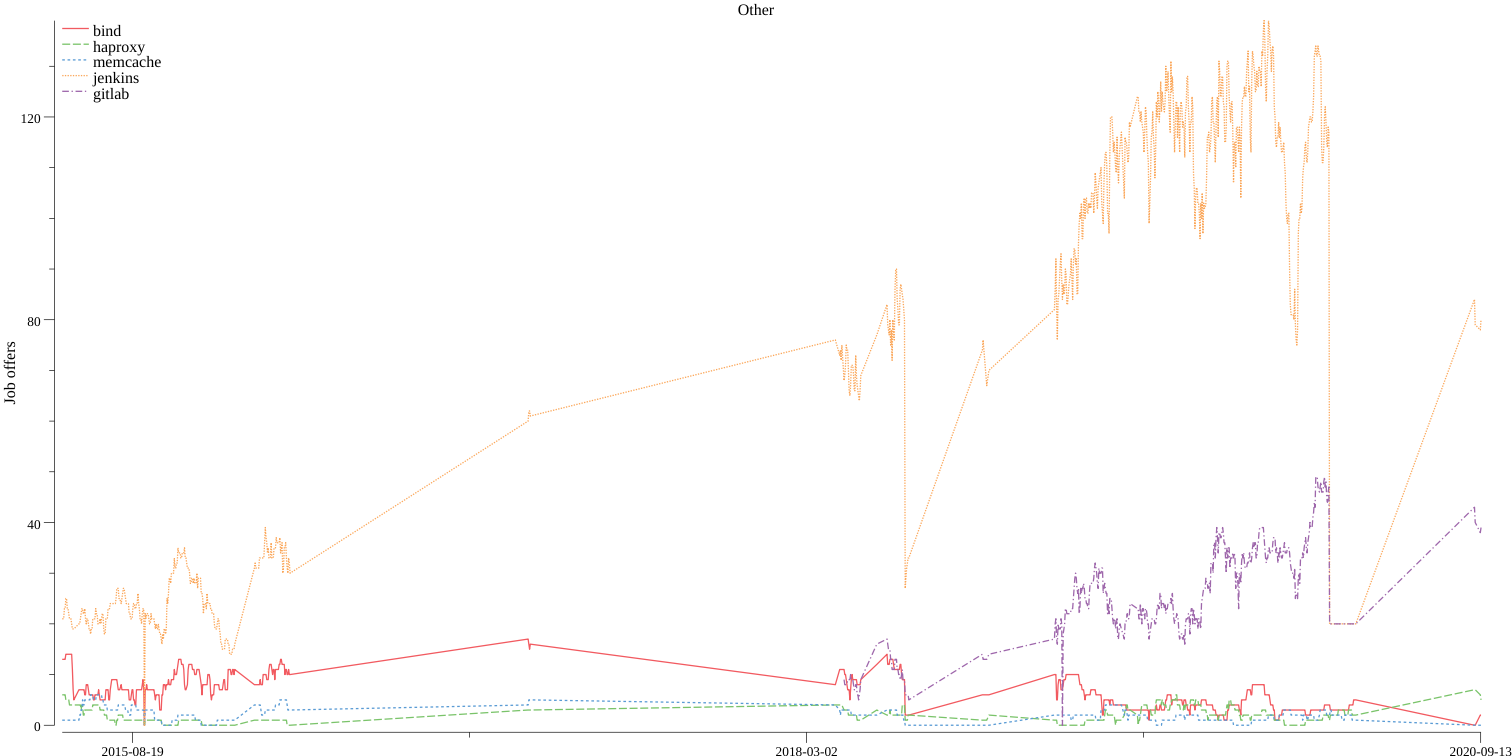 Other
bind
haproxy
memcache
jenkins
gitlab
Job offers
120
80
40
0
2015-08-19
2018-03-02
2020-09-13